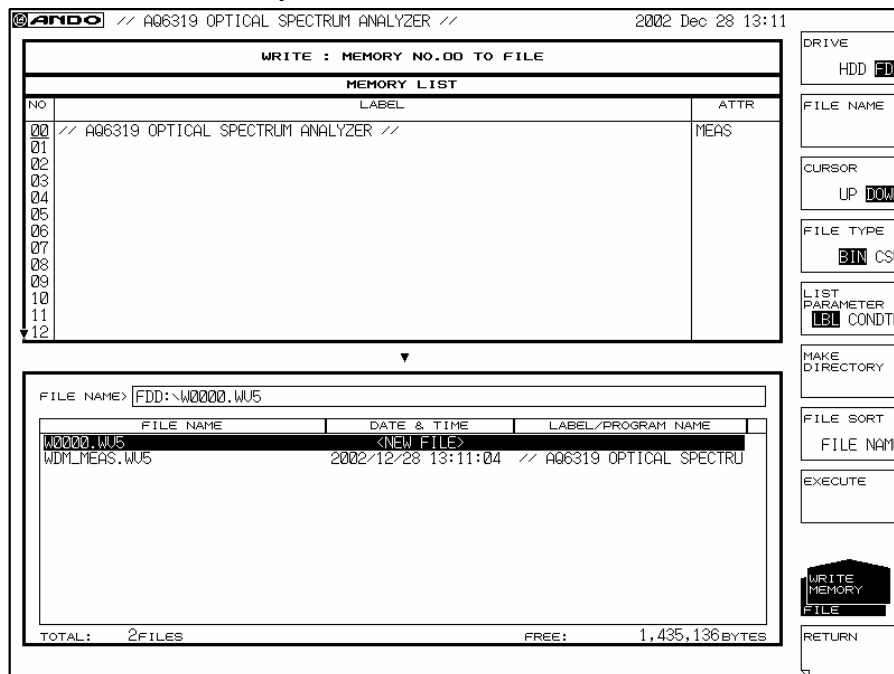 ANDO // AQ6319 OPTICAL SPECTRUM ANALYZER // 2002 Dec 28 13:11
WRITE : MEMORY NO.00 TO FILE
MEMORY LIST
NO LABEL ATTR
00 // AQ6319 OPTICAL SPECTRUM ANALYZER // MEAS
01
02
03
04
05
06
07
08
09
10
11
12
FILE NAME> FDD:\W0000.WV5
FILE NAME DATE & TIME LABEL/PROGRAM NAME
W0000.WV5 <NEW FILE>
WDM_MEAS.WV5 2002/12/28 13:11:04 // AQ6319 OPTICAL SPECTRU
TOTAL: 2FILES FREE: 1,435,136BYTES
DRIVE
HDD FD
FILE NAME
CURSOR
UP DOW
FILE TYPE
BIN CS
LIST
PARAMETER
LBL CONDT
MAKE
DIRECTORY
FILE SORT
FILE NAM
EXECUTE
WRITE
MEMORY
FILE
RETURN